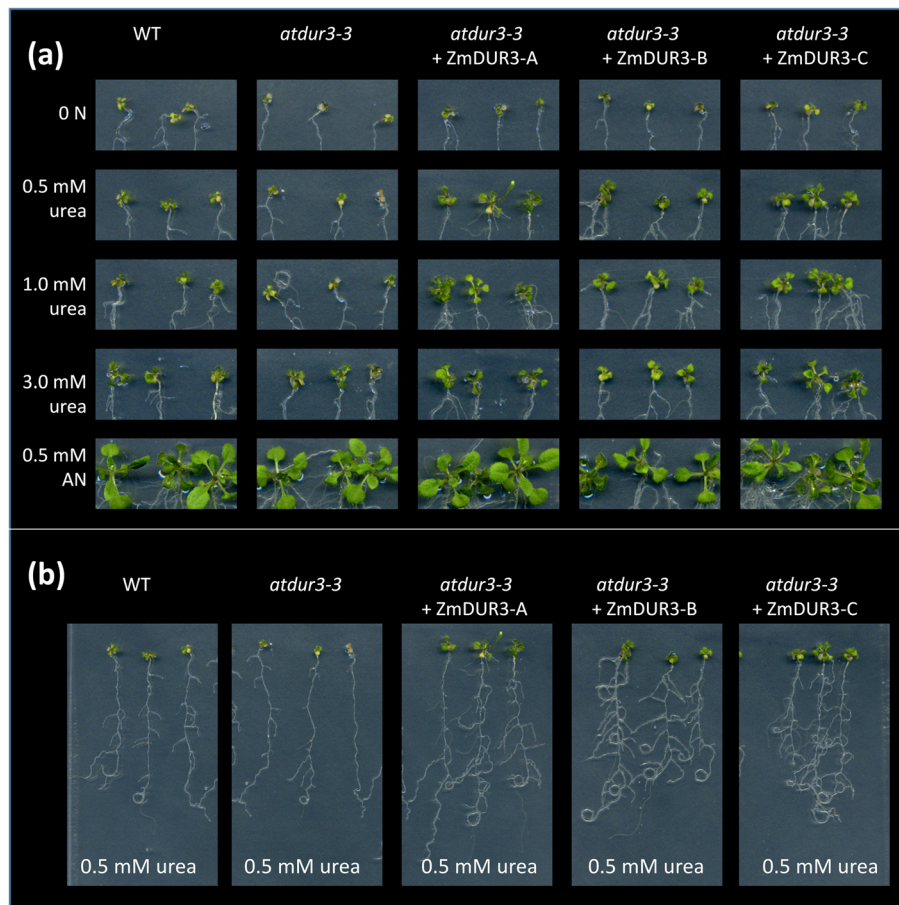 (a)
WT
atdur3-3
atdur3-3
+ ZmDUR3-A
atdur3-3
+ ZmDUR3-B
atdur3-3
+ ZmDUR3-C
0 N
0.5 mM
urea
1.0 mM
urea
3.0 mM
urea
0.5 mM
AN
(b)
WT
atdur3-3
atdur3-3
+ ZmDUR3-A
atdur3-3
+ ZmDUR3-B
atdur3-3
+ ZmDUR3-C
0.5 mM urea
0.5 mM urea
0.5 mM urea
0.5 mM urea
0.5 mM urea